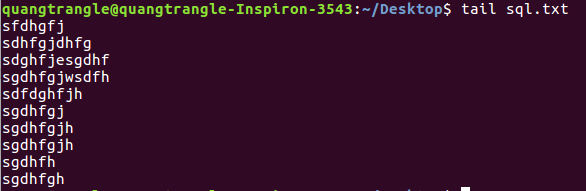 quangtrangle@quangtrangle-Inspiron-3543:~/Desktop$ tail sql.txt
sfdhgfj
sdhfgjdhfg
sdghfjesgdhf
sgdhfgjwsdfh
sdfdghfjh
sgdhfgj
sgdhfgjh
sgdhfgjh
sgdhfh
sgdhfgh